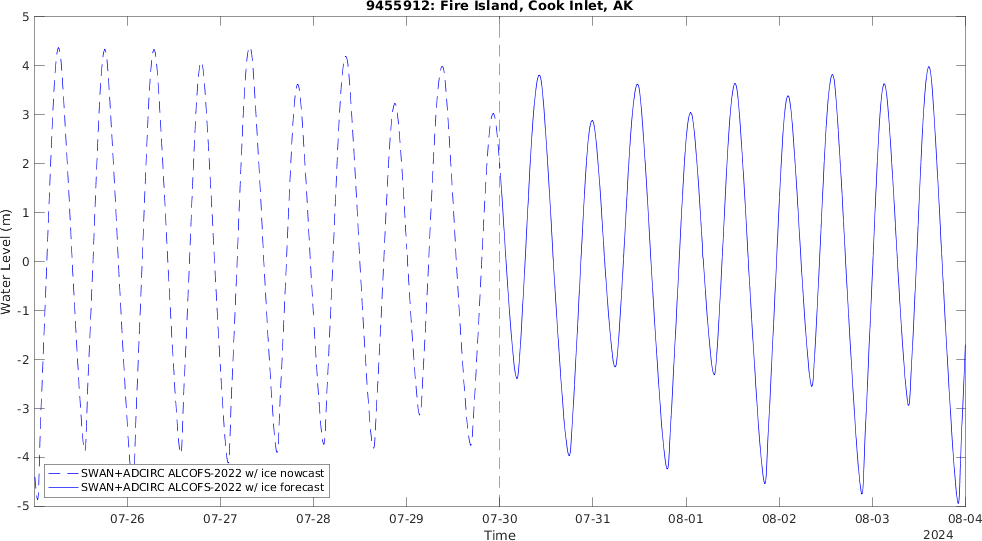 9455912: Fire Island, Cook Inlet, AK
5
4
3
2
1
0
-1
-2
-3
-4
-5
Water Level (m)
SWAN+ADCIRC ALCOFS-2022 w/ ice nowcast
SWAN+ADCIRC ALCOFS-2022 w/ ice forecast
07-26 07-27 07-28 07-29 07-30 07-31 08-01 08-02 08-03 08-04
Time
2024